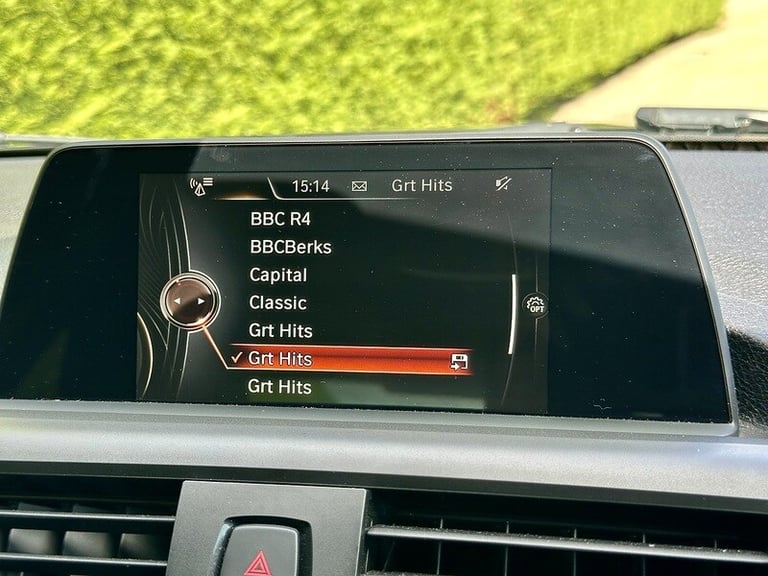 15:14 Grt Hits
BBC R4
BBCBerks
Capital
Classic
Grt Hits
Grt Hits
OPT
Grt Hits